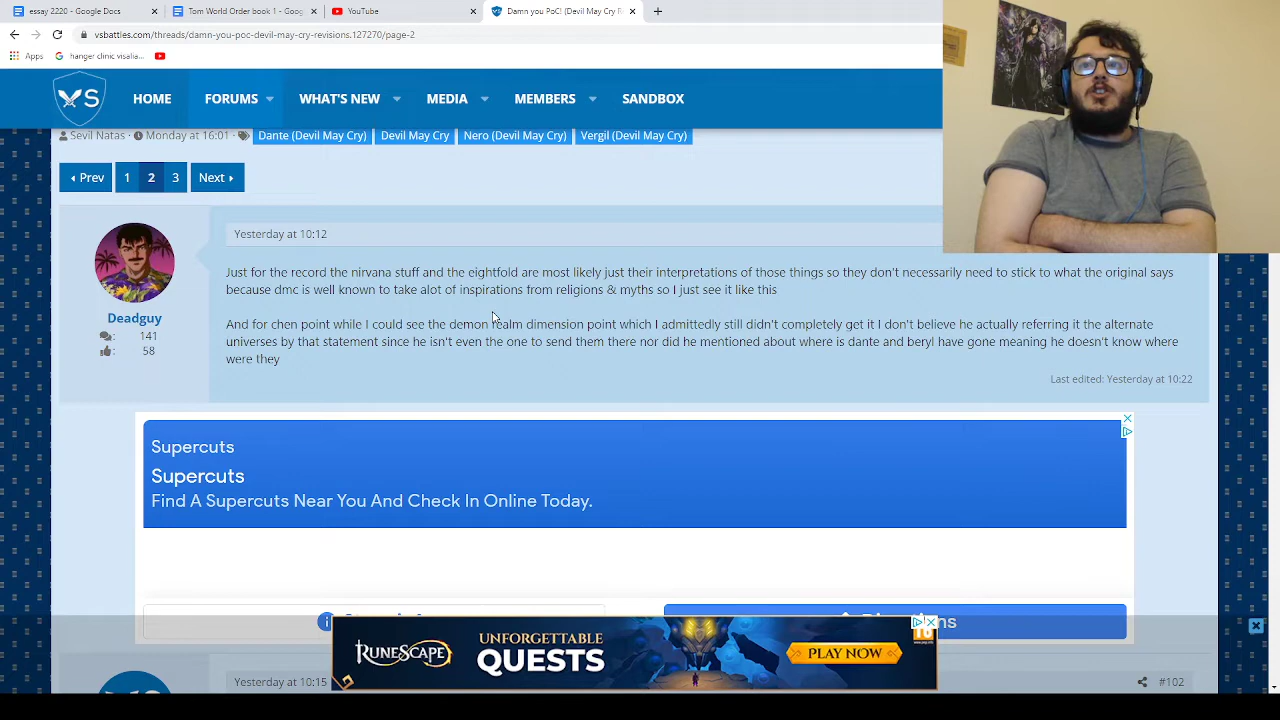 essay 2220 - Google Docs
Tom World Order book 1 - Goog
YouTube
Damn you PoC! (Devil May Cry R
vsbattles.com/threads/damn-you-poc-devil-may-cry-revisions.127270/page-2
Apps
hanger clinic visalia...
S
HOME
FORUMS
WHAT'S NEW
MEDIA
MEMBERS
SANDBOX
Sevil Natas
Monday at 16:01
Dante (Devil May Cry)
Devil May Cry
Nero (Devil May Cry)
Vergil (Devil May Cry)
Prev
1
2
3
Next
Yesterday at 10:12
Deadguy
141
58
Just for the record the nirvana stuff and the eightfold are most likely just their interpretations of those things so they don't necessarily need to stick to what the original says
because dmc is well known to take alot of inspirations from religions & myths so I just see it like this
And for chen point while I could see the demon realm dimension point which I admittedly still didn't completely get it I don't believe he actually referring it the alternate
universes by that statement since he isn't even the one to send them there nor did he mentioned about where is dante and beryl have gone meaning he doesn't know where
were they
Last edited: Yesterday at 10:22
Supercuts
Supercuts
Find A Supercuts Near You And Check In Online Today.
RUNESCAPE
UNFORGETTABLE
QUESTS
PLAY NOW
Yesterday at 10:15
#102